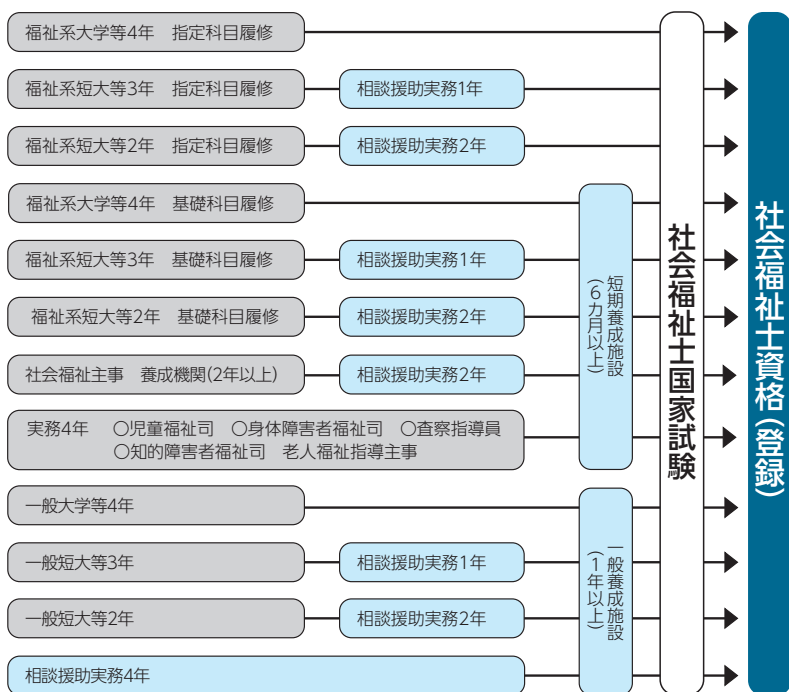 福祉系大学等4年　指定科目履修
福祉系短大等3年　指定科目履修
相談援助実務1年
福祉系短大等2年　指定科目履修
相談援助実務2年
福祉系大学等4年　基礎科目履修
福祉系短大等3年　基礎科目履修
相談援助実務1年
福祉系短大等2年　基礎科目履修
相談援助実務2年
社会福祉主事　養成機関(2年以上)
相談援助実務2年
実務4年　〇児童福祉司　〇身体障害者福祉司　〇査察指導員
〇知的障害者福祉司　老人福祉指導主事
一般大学等4年
一般短大等3年
相談援助実務1年
一般短大等2年
相談援助実務2年
相談援助実務4年
短期養成施設
(6カ月以上)
一般養成施設
(1年以上)
社会福祉士国家試験
社会福祉士資格(登録)